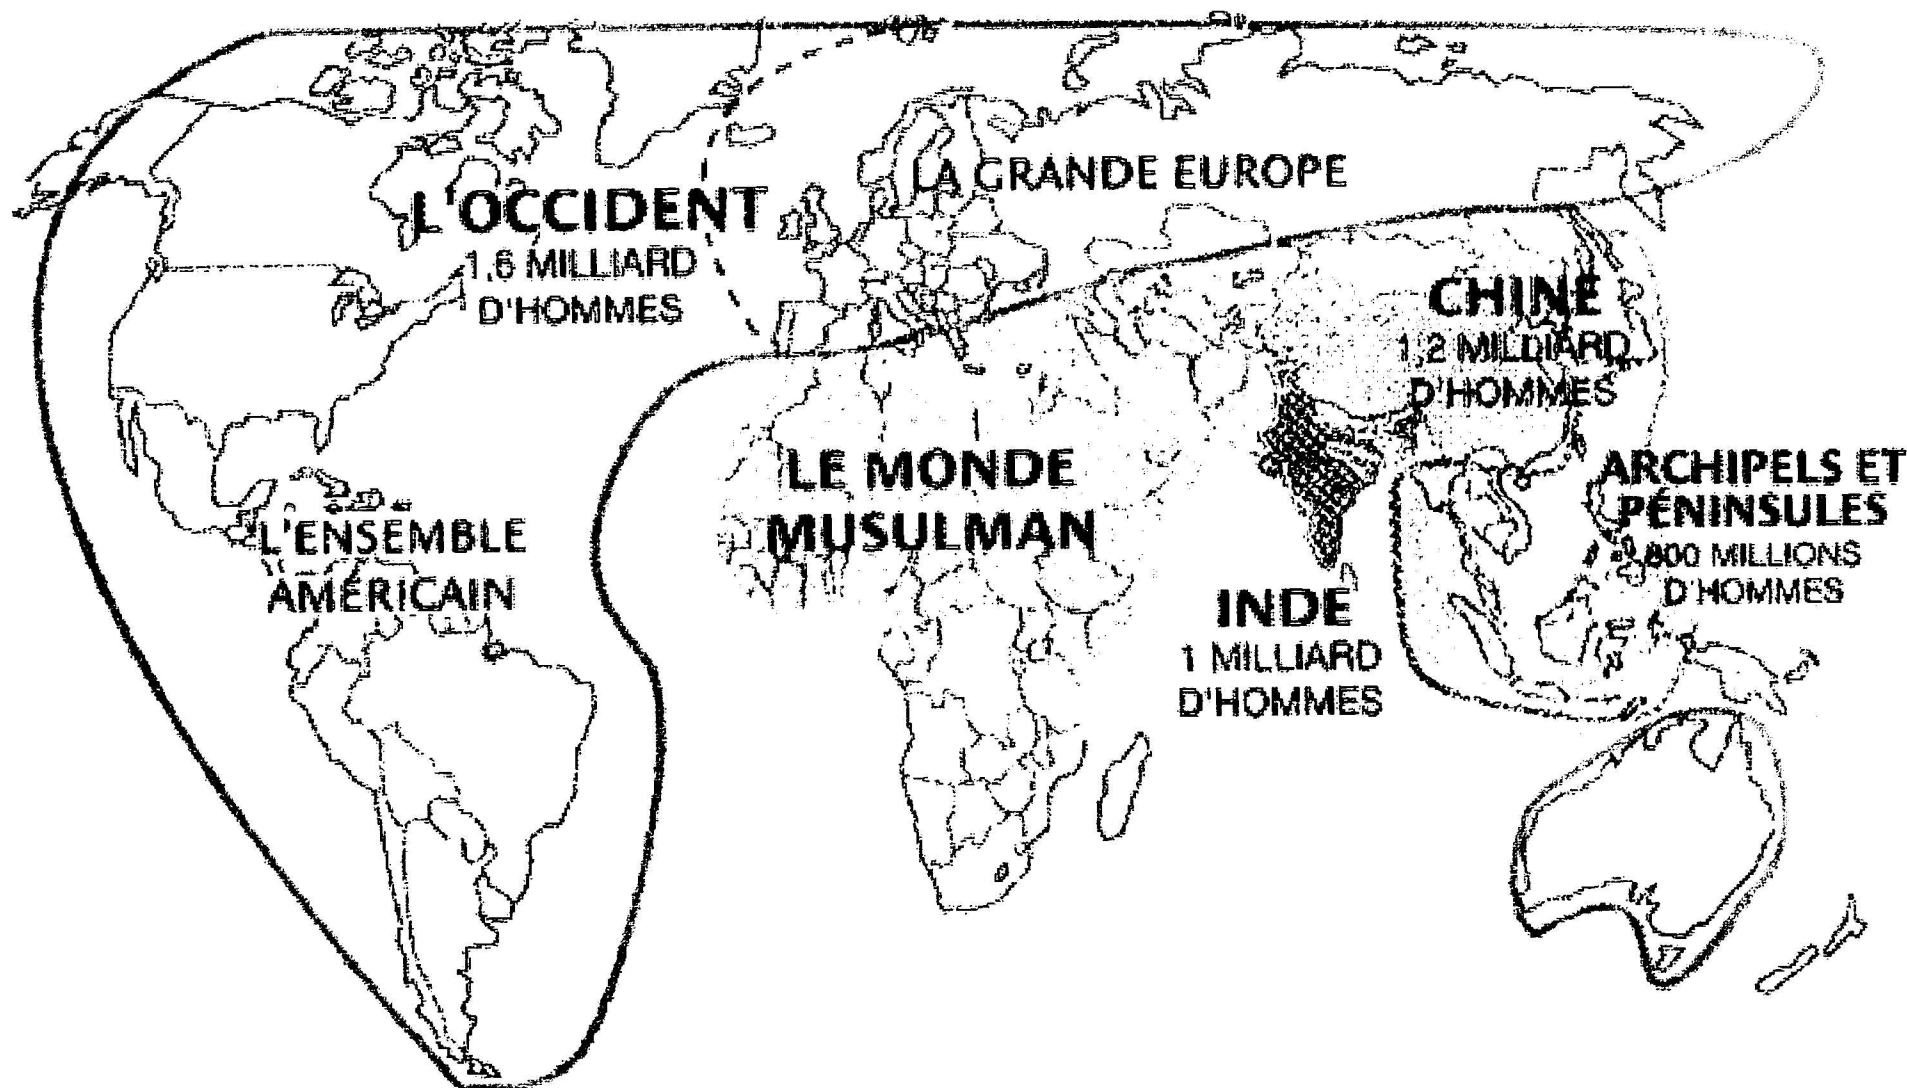 LA GRANDE EUROPE
L'OCCIDENT
1,6 MILLIARD
D'HOMMES
CHINE
1,2 MILLIARD
D'HOMMES
LE MONDE
MUSULMAN
ARCHIPELS ET
PÉNINSULES
800 MILLIONS
D'HOMMES
L'ENSEMBLE
AMÉRICAIN
INDE
1 MILLIARD
D'HOMMES